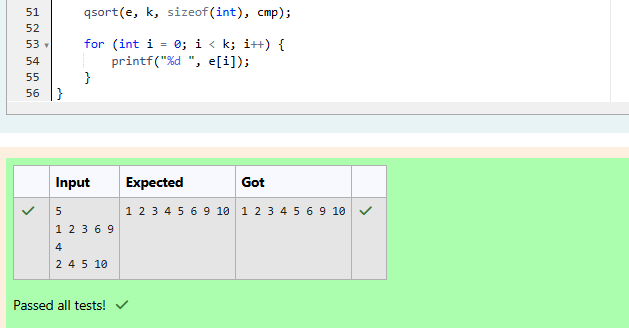 51 qsort(e, k, sizeof(int), cmp);
52
53 for (int i = 0; i < k; i++) {
54 printf("%d ", e[i]);
55 }
56 }
Input Expected Got
5 1 2 3 4 5 6 9 10 1 2 3 4 5 6 9 10
1 2 3 6 9
4
2 4 5 10
Passed all tests!